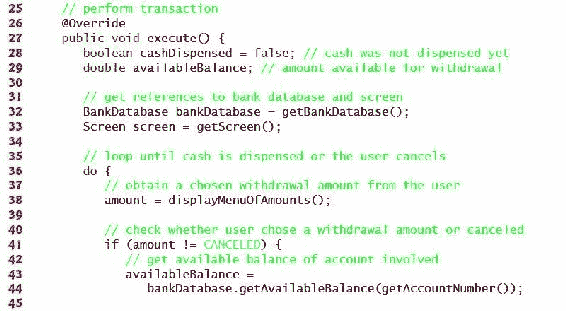 25 // perform transaction
26 @Override
27 public void execute() {
28 boolean cashDispensed = false; // cash was not dispensed yet
29 double availableBalance; // amount available for withdrawal
30
31 // get references to bank database and screen
32 BankDatabase bankDatabase = getBankDatabase();
33 Screen screen = getScreen();
34
35 // loop until cash is dispensed or the user cancels
36 do {
37 // obtain a chosen withdrawal amount from the user
38 amount = displayMenuOfAmounts();
39
40 // check whether user chose a withdrawal amount or canceled
41 if (amount != CANCELED) {
42 // get available balance of account involved
43 availableBalance =
44 bankDatabase.getAvailableBalance(getAccountNumber());
45